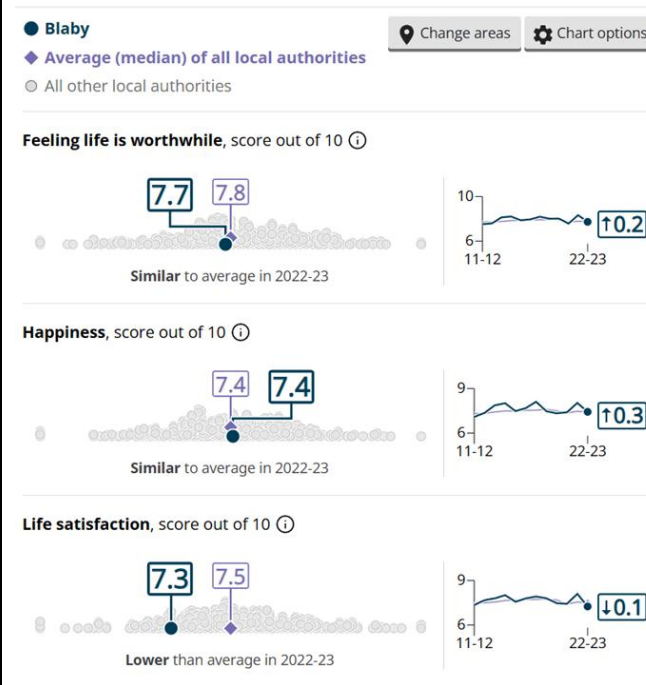 Blaby
Change areas
Chart options
Average (median) of all local authorities
All other local authorities
Feeling life is worthwhile, score out of 10
7.7
7.8
10
6
11-12
22-23
↑0.2
Similar to average in 2022-23
Happiness, score out of 10
7.4
7.4
9
6
11-12
22-23
↑0.3
Similar to average in 2022-23
Life satisfaction, score out of 10
7.3
7.5
9
6
11-12
22-23
↓0.1
Lower than average in 2022-23